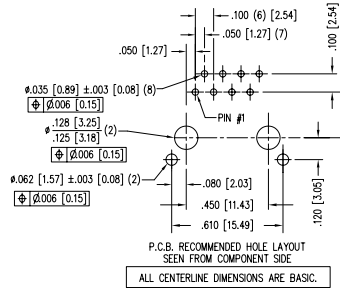 .100 (6) [2.54]
.050 [1.27] (7)
.050 [1.27]
.100 [2.54]
ø.035 [0.89] ±.003 [0.08] (8)
⌖ Ø.006 [0.15]
PIN #1
ø .128 [3.25] (2)
.125 [3.18]
⌖ Ø.006 [0.15]
ø.062 [1.57] ±.003 [0.08] (2)
⌖ Ø.006 [0.15]
.080 [2.03]
.450 [11.43]
.610 [15.49]
.120 [3.05]
P.C.B. RECOMMENDED HOLE LAYOUT
SEEN FROM COMPONENT SIDE
ALL CENTERLINE DIMENSIONS ARE BASIC.